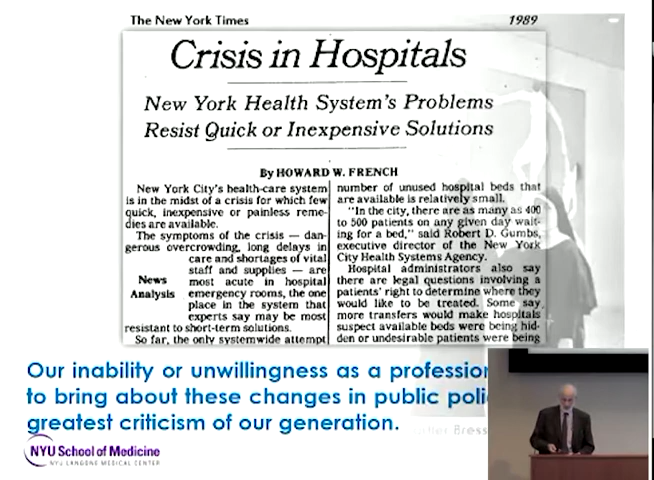 The New York Times 1989
Crisis in Hospitals
New York Health System's Problems
Resist Quick or Inexpensive Solutions
By HOWARD W. FRENCH
New York City's health-care system
is in the midst of a crisis for which few
quick, inexpensive or painless reme-
dies are available.
The symptoms of the crisis — dan-
gerous overcrowding, long delays in
care and shortages of vital
staff and supplies — are
most acute in hospital
emergency rooms, the one
place in the system that
experts say may be most
resistant to short-term solutions.
So far, the only systemwide attempt
News
Analysis
number of unused hospital beds that
are available is relatively small.
"In the city, there are as many as 400
to 500 patients on any given day wait-
ing for a bed," said Robert D. Gumbs,
executive director of the New York
City Health Systems Agency.
Hospital administrators also say
there are legal questions involving a
patients' right to determine where they
would like to be treated. Some say
more transfers would make hospitals
suspect available beds were being hid-
den or undesirable patients were being
Our inability or unwillingness as a profession
to bring about these changes in public poli
greatest criticism of our generation.
NYU School of Medicine
NYU LANGONE MEDICAL CENTER